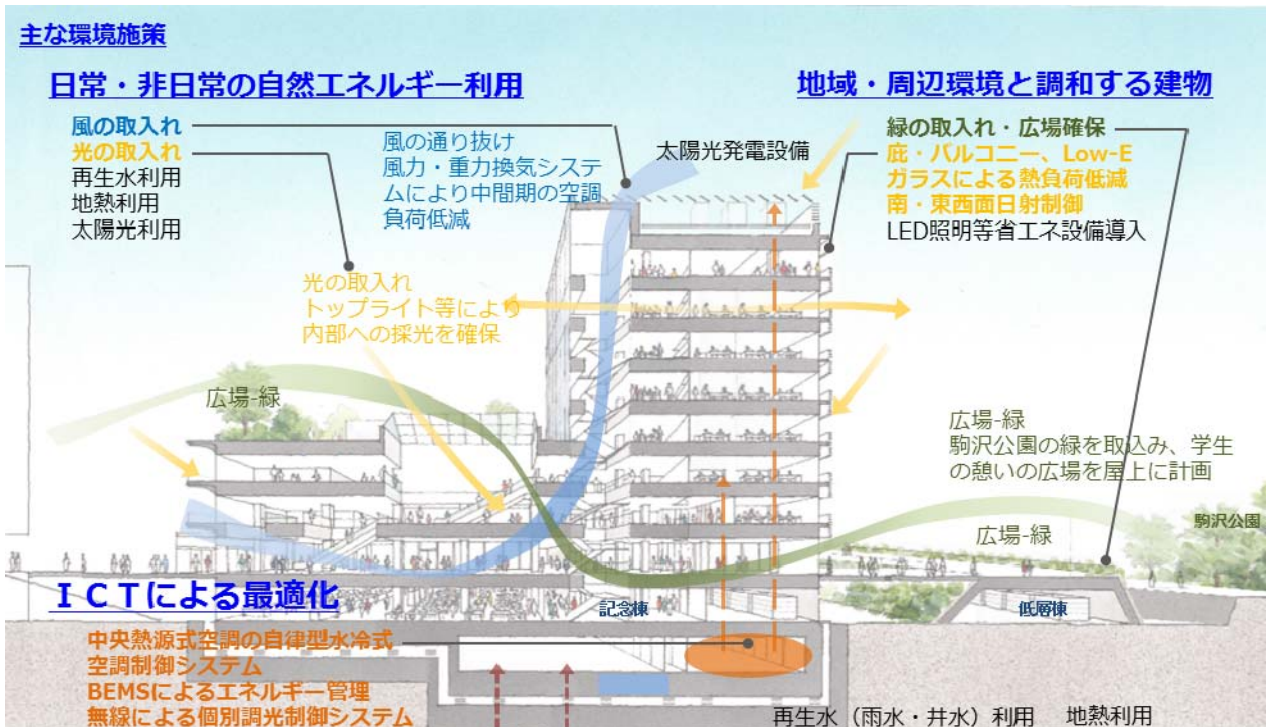 主な環境施策
日常・非日常の自然エネルギー利用
風の取入れ
光の取入れ
再生水利用
地熱利用
太陽光利用
風の通り抜け
風力・重力換気システ
ムにより中間期の空調
負荷低減
太陽光発電設備
地域・周辺環境と調和する建物
緑の取入れ・広場確保
庇・バルコニー、Low-E
ガラスによる熱負荷低減
南・東西面日射制御
LED照明等省エネ設備導入
光の取入れ
トップライト等により
内部への採光を確保
広場-緑
広場-緑
駒沢公園の緑を取込み、学生
の憩いの広場を屋上に計画
広場-緑
駒沢公園
ＩＣＴによる最適化
記念棟
低層棟
中央熱源式空調の自律型水冷式
空調制御システム
BEMSによるエネルギー管理
無線による個別調光制御システム
再生水（雨水・井水）利用
地熱利用